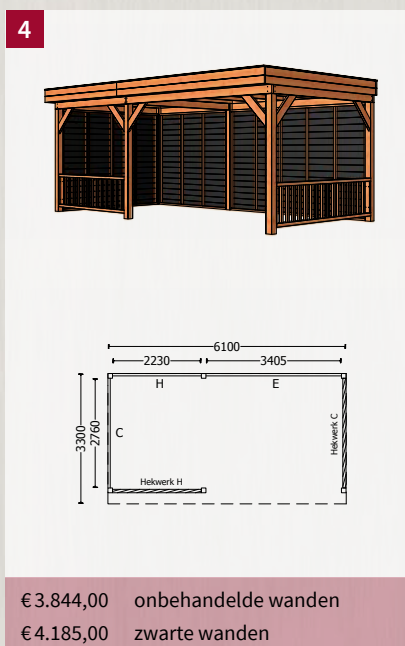 4
6100
2230 3405
H E
3300
2760
C
Hekwerk C
Hekwerk H
€ 3.844,00 onbehandelde wanden
€ 4.185,00 zwarte wanden